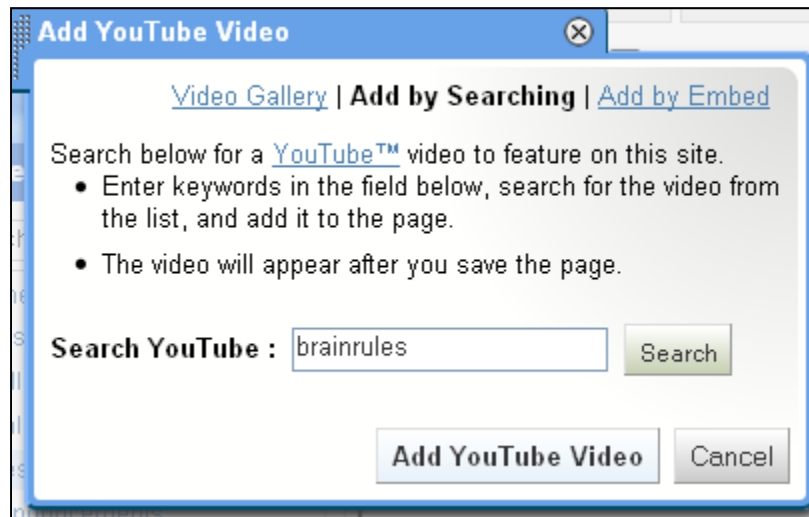 Add YouTube Video
Video Gallery | Add by Searching | Add by Embed
Search below for a YouTube™ video to feature on this site.
• Enter keywords in the field below, search for the video from
the list, and add it to the page.
• The video will appear after you save the page.
Search YouTube : brainrules Search
Add YouTube Video Cancel